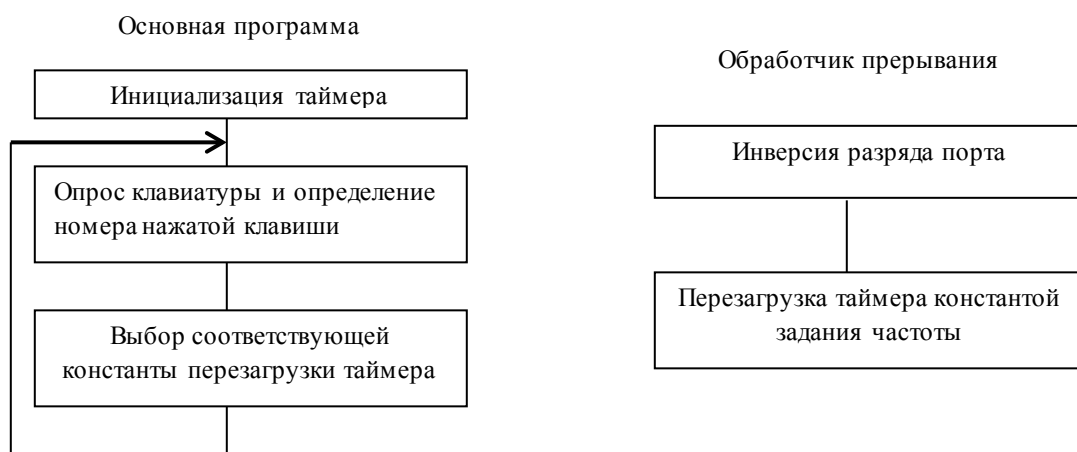 Основная программа
Инициализация таймера
Опрос клавиатуры и определение
номера нажатой клавиши
Выбор соответствующей
константы перезагрузки таймера
Обработчик прерывания
Инверсия разряда порта
Перезагрузка таймера константой
задания частоты